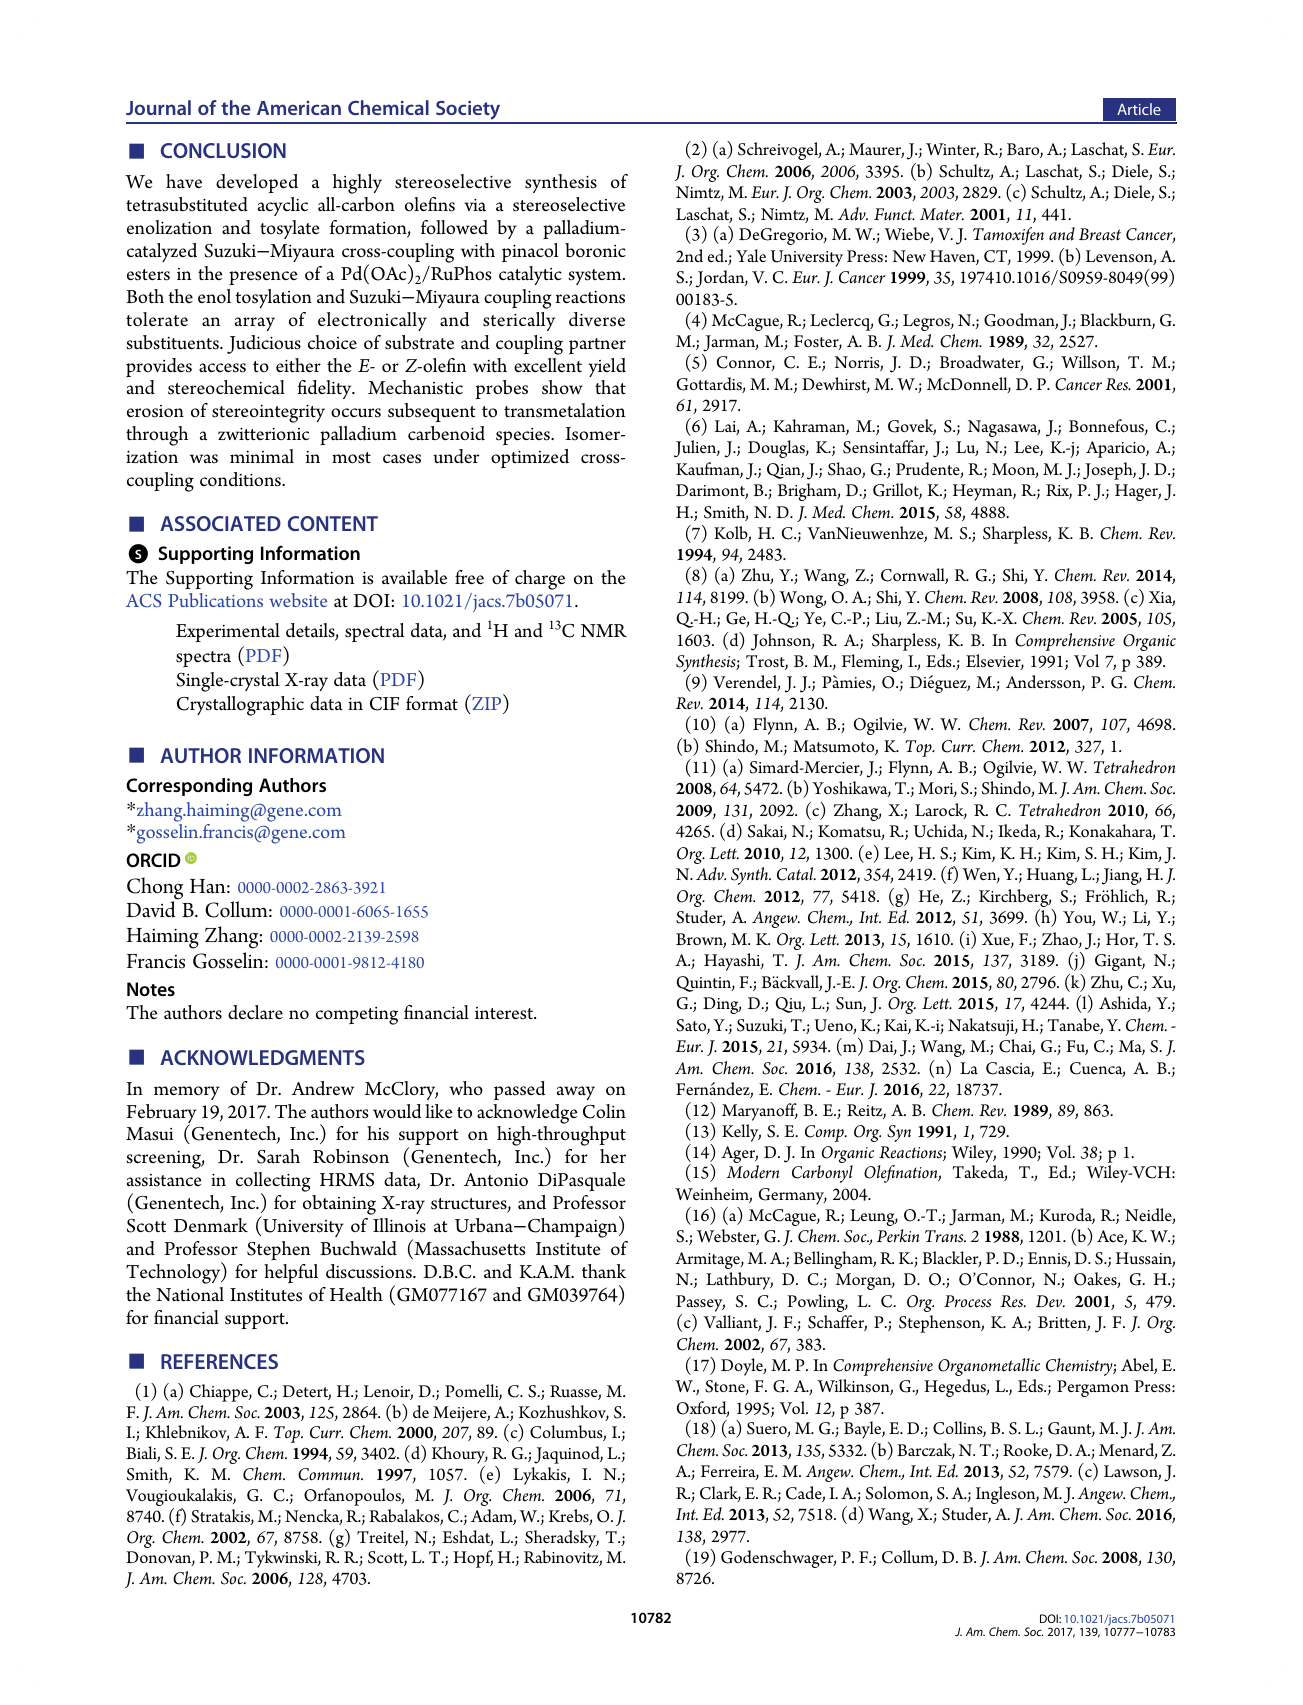 Journal of the American Chemical Society
Article
CONCLUSION
We have developed a highly stereoselective synthesis of
tetrasubstituted acyclic all-carbon olefins via a stereoselective
enolization and tosylate formation, followed by a palladium-
catalyzed Suzuki−Miyaura cross-coupling with pinacol boronic
esters in the presence of a Pd(OAc)2/RuPhos catalytic system.
Both the enol tosylation and Suzuki−Miyaura coupling reactions
tolerate an array of electronically and sterically diverse
substituents. Judicious choice of substrate and coupling partner
provides access to either the E- or Z-olefin with excellent yield
and stereochemical fidelity. Mechanistic probes show that
erosion of stereointegrity occurs subsequent to transmetalation
through a zwitterionic palladium carbenoid species. Isomer-
ization was minimal in most cases under optimized cross-
coupling conditions.
ASSOCIATED CONTENT
S Supporting Information
The Supporting Information is available free of charge on the
ACS Publications website at DOI: 10.1021/jacs.7b05071.
Experimental details, spectral data, and 1H and 13C NMR
spectra (PDF)
Single-crystal X-ray data (PDF)
Crystallographic data in CIF format (ZIP)
AUTHOR INFORMATION
Corresponding Authors
*zhang.haiming@gene.com
*gosselin.francis@gene.com
ORCID iD
Chong Han: 0000-0002-2863-3921
David B. Collum: 0000-0001-6065-1655
Haiming Zhang: 0000-0002-2139-2598
Francis Gosselin: 0000-0001-9812-4180
Notes
The authors declare no competing financial interest.
ACKNOWLEDGMENTS
In memory of Dr. Andrew McClory, who passed away on
February 19, 2017. The authors would like to acknowledge Colin
Masui (Genentech, Inc.) for his support on high-throughput
screening, Dr. Sarah Robinson (Genentech, Inc.) for her
assistance in collecting HRMS data, Dr. Antonio DiPasquale
(Genentech, Inc.) for obtaining X-ray structures, and Professor
Scott Denmark (University of Illinois at Urbana−Champaign)
and Professor Stephen Buchwald (Massachusetts Institute of
Technology) for helpful discussions. D.B.C. and K.A.M. thank
the National Institutes of Health (GM077167 and GM039764)
for financial support.
REFERENCES
(1) (a) Chiappe, C.; Detert, H.; Lenoir, D.; Pomelli, C. S.; Ruasse, M.
F. J. Am. Chem. Soc. 2003, 125, 2864. (b) de Meijere, A.; Kozhushkov, S.
I.; Khlebnikov, A. F. Top. Curr. Chem. 2000, 207, 89. (c) Columbus, I.;
Biali, S. E. J. Org. Chem. 1994, 59, 3402. (d) Khoury, R. G.; Jaquinod, L.;
Smith, K. M. Chem. Commun. 1997, 1057. (e) Lykakis, I. N.;
Vougioukalakis, G. C.; Orfanopoulos, M. J. Org. Chem. 2006, 71,
8740. (f) Stratakis, M.; Nencka, R.; Rabalakos, C.; Adam, W.; Krebs, O. J.
Org. Chem. 2002, 67, 8758. (g) Treitel, N.; Eshdat, L.; Sheradsky, T.;
Donovan, P. M.; Tykwinski, R. R.; Scott, L. T.; Hopf, H.; Rabinovitz, M.
J. Am. Chem. Soc. 2006, 128, 4703.
(2) (a) Schreivogel, A.; Maurer, J.; Winter, R.; Baro, A.; Laschat, S. Eur.
J. Org. Chem. 2006, 2006, 3395. (b) Schultz, A.; Laschat, S.; Diele, S.;
Nimtz, M. Eur. J. Org. Chem. 2003, 2003, 2829. (c) Schultz, A.; Diele, S.;
Laschat, S.; Nimtz, M. Adv. Funct. Mater. 2001, 11, 441.
(3) (a) DeGregorio, M. W.; Wiebe, V. J. Tamoxifen and Breast Cancer,
2nd ed.; Yale University Press: New Haven, CT, 1999. (b) Levenson, A.
S.; Jordan, V. C. Eur. J. Cancer 1999, 35, 197410.1016/S0959-8049(99)
00183-5.
(4) McCague, R.; Leclercq, G.; Legros, N.; Goodman, J.; Blackburn, G.
M.; Jarman, M.; Foster, A. B. J. Med. Chem. 1989, 32, 2527.
(5) Connor, C. E.; Norris, J. D.; Broadwater, G.; Willson, T. M.;
Gottardis, M. M.; Dewhirst, M. W.; McDonnell, D. P. Cancer Res. 2001,
61, 2917.
(6) Lai, A.; Kahraman, M.; Govek, S.; Nagasawa, J.; Bonnefous, C.;
Julien, J.; Douglas, K.; Sensintaffar, J.; Lu, N.; Lee, K.-j; Aparicio, A.;
Kaufman, J.; Qian, J.; Shao, G.; Prudente, R.; Moon, M. J.; Joseph, J. D.;
Darimont, B.; Brigham, D.; Grillot, K.; Heyman, R.; Rix, P. J.; Hager, J.
H.; Smith, N. D. J. Med. Chem. 2015, 58, 4888.
(7) Kolb, H. C.; VanNieuwenhze, M. S.; Sharpless, K. B. Chem. Rev.
1994, 94, 2483.
(8) (a) Zhu, Y.; Wang, Z.; Cornwall, R. G.; Shi, Y. Chem. Rev. 2014,
114, 8199. (b) Wong, O. A.; Shi, Y. Chem. Rev. 2008, 108, 3958. (c) Xia,
Q.-H.; Ge, H.-Q.; Ye, C.-P.; Liu, Z.-M.; Su, K.-X. Chem. Rev. 2005, 105,
1603. (d) Johnson, R. A.; Sharpless, K. B. In Comprehensive Organic
Synthesis; Trost, B. M., Fleming, I., Eds.; Elsevier, 1991; Vol 7, p 389.
(9) Verendel, J. J.; Pàmies, O.; Diéguez, M.; Andersson, P. G. Chem.
Rev. 2014, 114, 2130.
(10) (a) Flynn, A. B.; Ogilvie, W. W. Chem. Rev. 2007, 107, 4698.
(b) Shindo, M.; Matsumoto, K. Top. Curr. Chem. 2012, 327, 1.
(11) (a) Simard-Mercier, J.; Flynn, A. B.; Ogilvie, W. W. Tetrahedron
2008, 64, 5472. (b) Yoshikawa, T.; Mori, S.; Shindo, M. J. Am. Chem. Soc.
2009, 131, 2092. (c) Zhang, X.; Larock, R. C. Tetrahedron 2010, 66,
4265. (d) Sakai, N.; Komatsu, R.; Uchida, N.; Ikeda, R.; Konakahara, T.
Org. Lett. 2010, 12, 1300. (e) Lee, H. S.; Kim, K. H.; Kim, S. H.; Kim, J.
N. Adv. Synth. Catal. 2012, 354, 2419. (f) Wen, Y.; Huang, L.; Jiang, H. J.
Org. Chem. 2012, 77, 5418. (g) He, Z.; Kirchberg, S.; Fröhlich, R.;
Studer, A. Angew. Chem., Int. Ed. 2012, 51, 3699. (h) You, W.; Li, Y.;
Brown, M. K. Org. Lett. 2013, 15, 1610. (i) Xue, F.; Zhao, J.; Hor, T. S.
A.; Hayashi, T. J. Am. Chem. Soc. 2015, 137, 3189. (j) Gigant, N.;
Quintin, F.; Bäckvall, J.-E. J. Org. Chem. 2015, 80, 2796. (k) Zhu, C.; Xu,
G.; Ding, D.; Qiu, L.; Sun, J. Org. Lett. 2015, 17, 4244. (l) Ashida, Y.;
Sato, Y.; Suzuki, T.; Ueno, K.; Kai, K.-i; Nakatsuji, H.; Tanabe, Y. Chem. -
Eur. J. 2015, 21, 5934. (m) Dai, J.; Wang, M.; Chai, G.; Fu, C.; Ma, S. J.
Am. Chem. Soc. 2016, 138, 2532. (n) La Cascia, E.; Cuenca, A. B.;
Fernández, E. Chem. - Eur. J. 2016, 22, 18737.
(12) Maryanoff, B. E.; Reitz, A. B. Chem. Rev. 1989, 89, 863.
(13) Kelly, S. E. Comp. Org. Syn 1991, 1, 729.
(14) Ager, D. J. In Organic Reactions; Wiley, 1990; Vol. 38; p 1.
(15) Modern Carbonyl Olefination, Takeda, T., Ed.; Wiley-VCH:
Weinheim, Germany, 2004.
(16) (a) McCague, R.; Leung, O.-T.; Jarman, M.; Kuroda, R.; Neidle,
S.; Webster, G. J. Chem. Soc., Perkin Trans. 2 1988, 1201. (b) Ace, K. W.;
Armitage, M. A.; Bellingham, R. K.; Blackler, P. D.; Ennis, D. S.; Hussain,
N.; Lathbury, D. C.; Morgan, D. O.; O'Connor, N.; Oakes, G. H.;
Passey, S. C.; Powling, L. C. Org. Process Res. Dev. 2001, 5, 479.
(c) Valliant, J. F.; Schaffer, P.; Stephenson, K. A.; Britten, J. F. J. Org.
Chem. 2002, 67, 383.
(17) Doyle, M. P. In Comprehensive Organometallic Chemistry; Abel, E.
W., Stone, F. G. A., Wilkinson, G., Hegedus, L., Eds.; Pergamon Press:
Oxford, 1995; Vol. 12, p 387.
(18) (a) Suero, M. G.; Bayle, E. D.; Collins, B. S. L.; Gaunt, M. J. J. Am.
Chem. Soc. 2013, 135, 5332. (b) Barczak, N. T.; Rooke, D. A.; Menard, Z.
A.; Ferreira, E. M. Angew. Chem., Int. Ed. 2013, 52, 7579. (c) Lawson, J.
R.; Clark, E. R.; Cade, I. A.; Solomon, S. A.; Ingleson, M. J. Angew. Chem.,
Int. Ed. 2013, 52, 7518. (d) Wang, X.; Studer, A. J. Am. Chem. Soc. 2016,
138, 2977.
(19) Godenschwager, P. F.; Collum, D. B. J. Am. Chem. Soc. 2008, 130,
8726.
10782
DOI: 10.1021/jacs.7b05071
J. Am. Chem. Soc. 2017, 139, 10777−10783